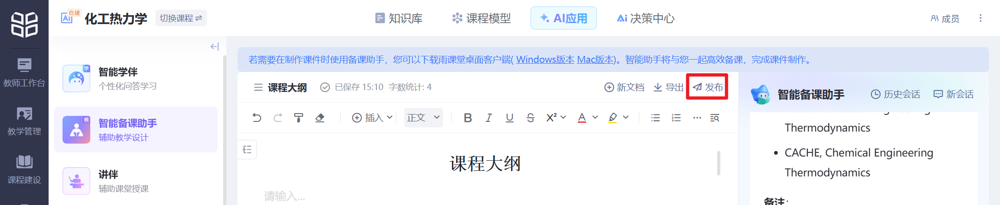 自建
AI
化工热力学
切换课程
知识库
课程模型
AI应用
Ai 决策中心
成员
教师工作台
教学管理
课程建设
学
智能学伴
个性化问答学习
教
智能备课助手
辅助教学设计
讲伴
辅助课堂授课
若需要在制作课件时使用备课助手，您可以下载雨课堂桌面客户端( Windows版本 Mac版本)。智能助手将与您一起高效备课，完成课件制作。
课程大纲
已保存 15:10 字数统计: 4
新文档
导出
发布
插入
正文
B I U S X² A
课程大纲
请输入...
智能备课助手
历史会话
新会话
Thermodynamics
• CACHE, Chemical Engineering
Thermodynamics
备注: